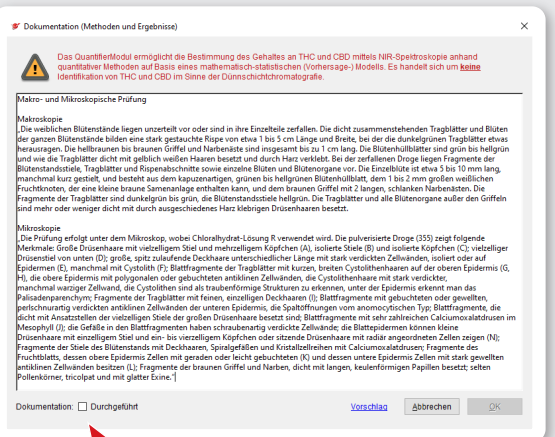 Dokumentation (Methoden und Ergebnisse)
Das QuantifierModul ermöglicht die Bestimmung des Gehaltes an THC und CBD mittels NIR-Spektroskopie anhand
quantitativer Methoden auf Basis eines mathematisch-statistischen (Vorhersage-) Modells. Es handelt sich um keine
Identifikation von THC und CBD im Sinne der Dünnschichtchromatografie.
Makro- und Mikroskopische Prüfung
Makroskopie
„Die weiblichen Blütenstände liegen unzerteilt vor oder sind in ihre Einzelteile zerfallen. Die dicht zusammenstehenden Tragblätter und Blüten
der ganzen Blütenstände bilden eine stark gestauchte Rispe von etwa 1 bis 5 cm Länge und Breite, bei der die dunkelgrünen Tragblätter etwas
herausragen. Die hellbraunen bis braunen Griffel und Narbenäste sind insgesamt bis zu 1 cm lang. Die Blütenhüllblätter sind grün bis hellgrün
und wie die Tragblätter dicht mit gelblich weißen Haaren besetzt und durch Harz verklebt. Bei der zerfallenen Droge liegen Fragmente der
Blütenstandsstiele, Tragblätter und Rispenabschnitte sowie einzelne Blüten und Blütenorgane vor. Die Einzelblüte ist etwa 5 bis 10 mm lang,
manchmal kurz gestielt, und besteht aus dem kapuzenartigen, grünen bis hellgrünen Blütenhüllblatt, dem 1 bis 2 mm großen weißlichen
Fruchtknoten, der eine kleine braune Samenanlage enthalten kann, und dem braunen Griffel mit 2 langen, schlanken Narbenästen. Die
Fragmente der Tragblätter sind dunkelgrün bis grün, die Blütenstandsstiele hellgrün. Die Tragblätter und alle Blütenorgane außer den Griffeln
sind mehr oder weniger dicht mit durch ausgeschiedenes Harz klebrigen Drüsenhaaren besetzt.
Mikroskopie
„Die Prüfung erfolgt unter dem Mikroskop, wobei Chloralhydrat-Lösung R verwendet wird. Die pulverisierte Droge (355) zeigt folgende
Merkmale: Große Drüsenhaare mit vielzelligem Stiel und mehrzelligem Köpfchen (A), isolierte Stiele (B) und isolierte Köpfchen (C); vielzelliger
Drüsenstiel von unten (D); große, spitz zulaufende Deckhaare unterschiedlicher Länge mit stark verdickten Zellwänden, isoliert oder auf
Epidermen (E), manchmal mit Cystolith (F); Blattfragmente der Tragblätter mit kurzen, breiten Cystolithenhaaren auf der oberen Epidermis (G,
H), die obere Epidermis mit polygonalen oder gebuchteten antiklinen Zellwänden, die Cystolithenhaare mit stark verdickter,
manchmal warziger Zellwand, die Cystolithen sind als traubenförmige Strukturen zu erkennen, unter der Epidermis erkennt man das
Palisadenparenchym; Fragmente der Tragblätter mit feinen, einzelligen Deckhaaren (I); Blattfragmente mit gebuchteten oder gewellten,
perlschnurartig verdickten antiklinen Zellwänden der unteren Epidermis, die Spaltöffnungen vom anomocytischen Typ; Blattfragmente, die
dicht mit Ansatzstellen der vielzelligen Stiele der großen Drüsenhaare besetzt sind; Blattfragmente mit sehr zahlreichen Calciumoxalatdrusen im
Mesophyll (J); die Gefäße in den Blattfragmenten haben schraubenartig verdickte Zellwände; die Blattepidermen können kleine
Drüsenhaare mit einzelligem Stiel und ein- bis vierzelligem Köpfchen oder sitzende Drüsenhaare mit radiär angeordneten Zellen zeigen (N);
Fragmente der Stiele des Blütenstands mit Deckhaaren, Spiralgefäßen und Kristallzellreihen mit Calciumoxalatdrusen; Fragmente des
Fruchtblatts, dessen obere Epidermis Zellen mit geraden oder leicht gebuchteten (K) und dessen untere Epidermis Zellen mit stark gewellten
antiklinen Zellwänden besitzen (L); Fragmente der braunen Griffel und Narben, dicht mit langen, keulenförmigen Papillen besetzt; selten
Pollenkörner, tricolpat und mit glatter Exine."
Dokumentation: Durchgeführt Vorschlag Abbrechen OK